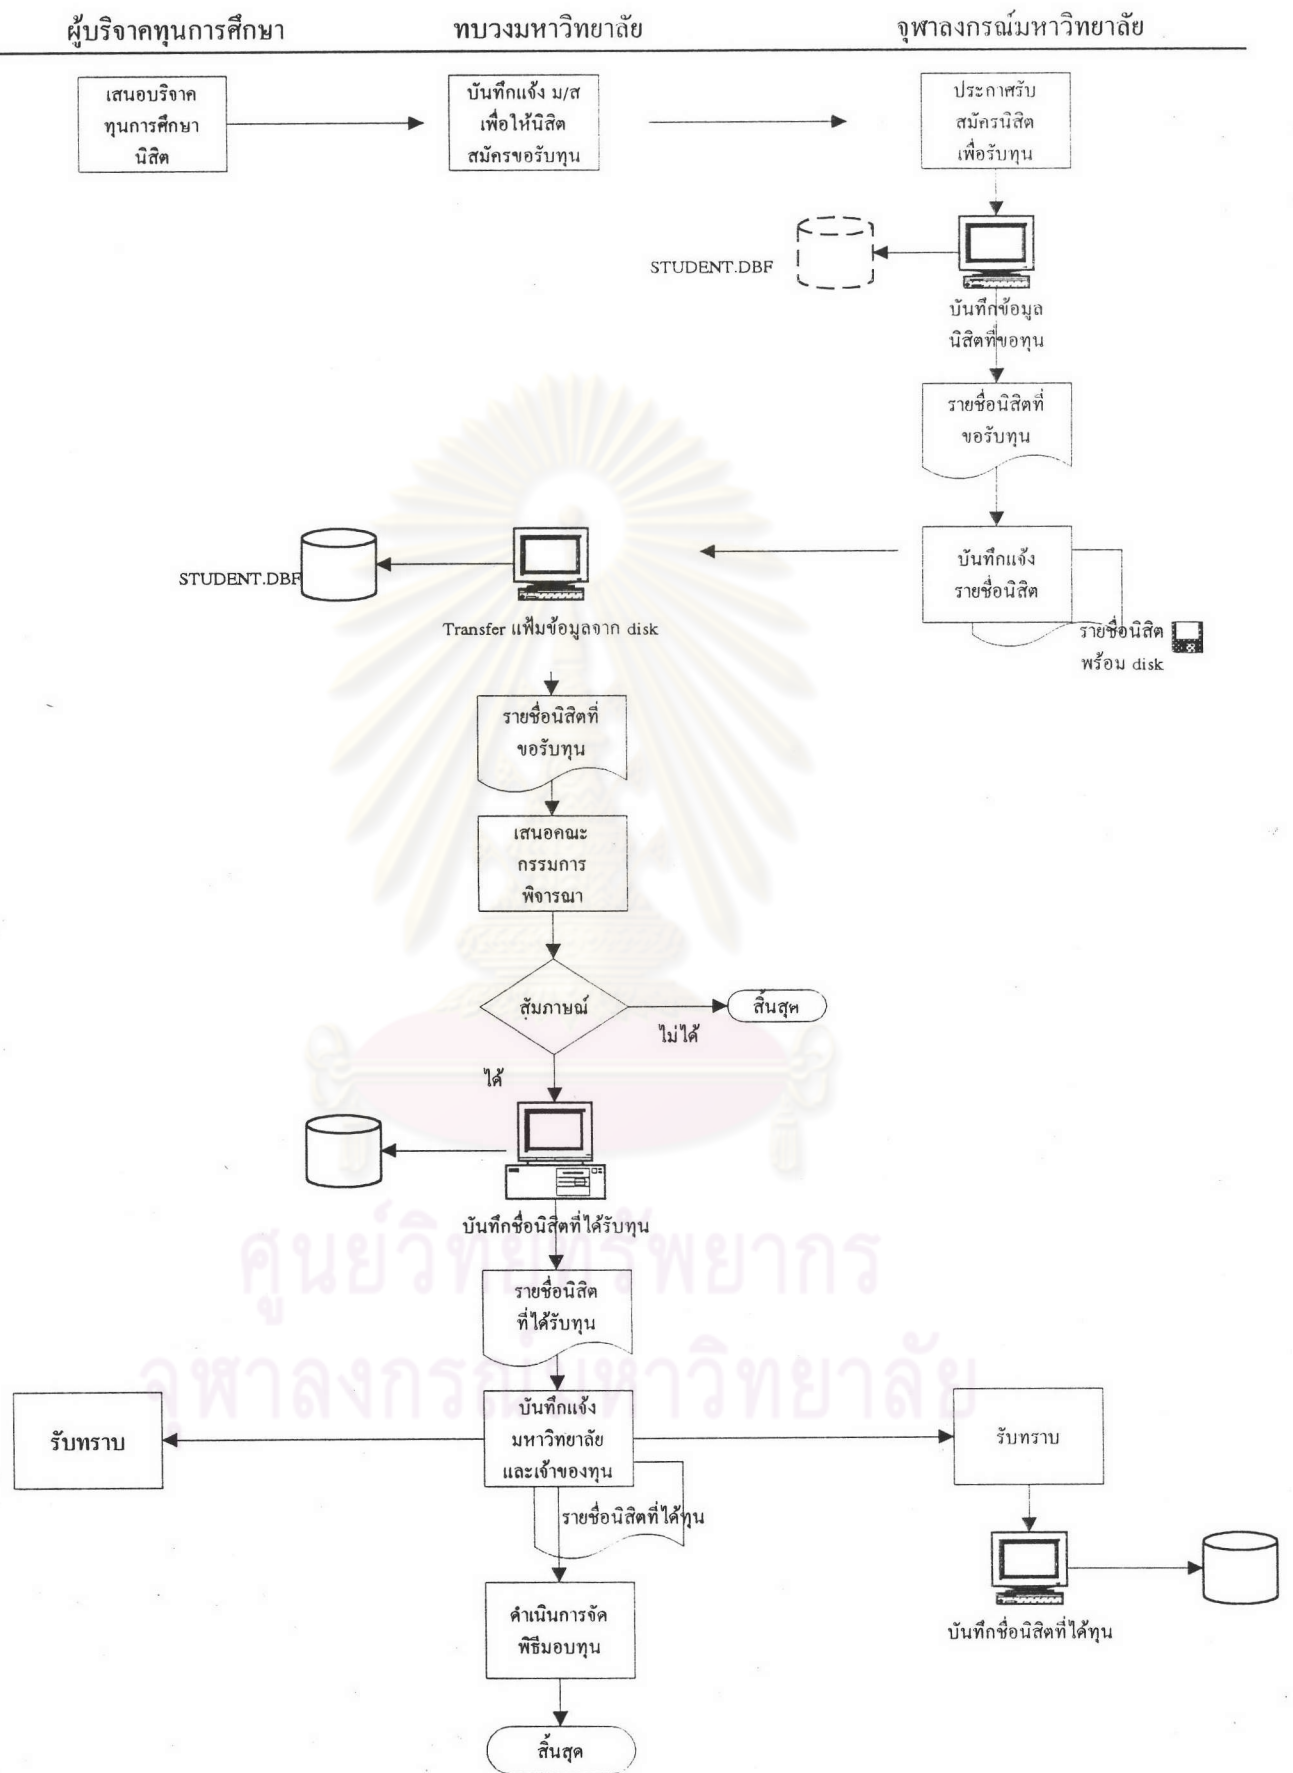 ผู้บริจาคทุนการศึกษา
ทบวงมหาวิทยาลัย
จุฬาลงกรณ์มหาวิทยาลัย
เสนอบริจาค
ทุนการศึกษา
นิสิต
บันทึกแจ้ง ม/ส
เพื่อให้นิสิต
สมัครขอรับทุน
ประกาศรับ
สมัครนิสิต
เพื่อรับทุน
STUDENT.DBF
บันทึกข้อมูล
นิสิตที่ขอทุน
รายชื่อนิสิตที่
ขอรับทุน
บันทึกแจ้ง
รายชื่อนิสิต
รายชื่อนิสิต
พร้อม disk
STUDENT.DBF
Transfer แฟ้มข้อมูลจาก disk
รายชื่อนิสิตที่
ขอรับทุน
เสนอคณะ
กรรมการ
พิจารณา
สัมภาษณ์
ไม่ได้
สิ้นสุด
ได้
บันทึกชื่อนิสิตที่ได้รับทุน
รายชื่อนิสิต
ที่ได้รับทุน
บันทึกแจ้ง
มหาวิทยาลัย
และเจ้าของทุน
รับทราบ
รับทราบ
รายชื่อนิสิตที่ได้ทุน
บันทึกชื่อนิสิตที่ได้ทุน
ดำเนินการจัด
พิธีมอบทุน
สิ้นสุด
ศูนย์วิทยทรัพยากร
จุฬาลงกรณ์มหาวิทยาลัย